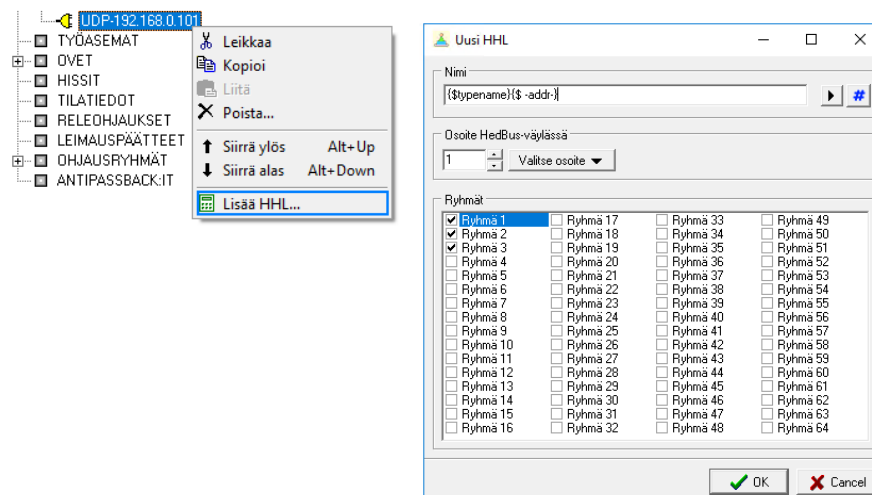 UDP-192.168.0.101
TYÖASEMAT
OVET
HISSIT
TILATIEDOT
RELEOHJAUKSET
LEIMAUSPÄÄTTEET
OHJAUSRYHMÄT
ANTIPASSBACK:IT
Leikkaa
Kopioi
Liitä
Poista...
Siirrä ylös Alt+Up
Siirrä alas Alt+Down
Lisää HHL...
Uusi HHL
Nimi
{$typename}{$ -addr-}
#
Osoite HedBus-väylässä
1 Valitse osoite
Ryhmät
Ryhmä 1 Ryhmä 17 Ryhmä 33 Ryhmä 49
Ryhmä 2 Ryhmä 18 Ryhmä 34 Ryhmä 50
Ryhmä 3 Ryhmä 19 Ryhmä 35 Ryhmä 51
Ryhmä 4 Ryhmä 20 Ryhmä 36 Ryhmä 52
Ryhmä 5 Ryhmä 21 Ryhmä 37 Ryhmä 53
Ryhmä 6 Ryhmä 22 Ryhmä 38 Ryhmä 54
Ryhmä 7 Ryhmä 23 Ryhmä 39 Ryhmä 55
Ryhmä 8 Ryhmä 24 Ryhmä 40 Ryhmä 56
Ryhmä 9 Ryhmä 25 Ryhmä 41 Ryhmä 57
Ryhmä 10 Ryhmä 26 Ryhmä 42 Ryhmä 58
Ryhmä 11 Ryhmä 27 Ryhmä 43 Ryhmä 59
Ryhmä 12 Ryhmä 28 Ryhmä 44 Ryhmä 60
Ryhmä 13 Ryhmä 29 Ryhmä 45 Ryhmä 61
Ryhmä 14 Ryhmä 30 Ryhmä 46 Ryhmä 62
Ryhmä 15 Ryhmä 31 Ryhmä 47 Ryhmä 63
Ryhmä 16 Ryhmä 32 Ryhmä 48 Ryhmä 64
OK Cancel